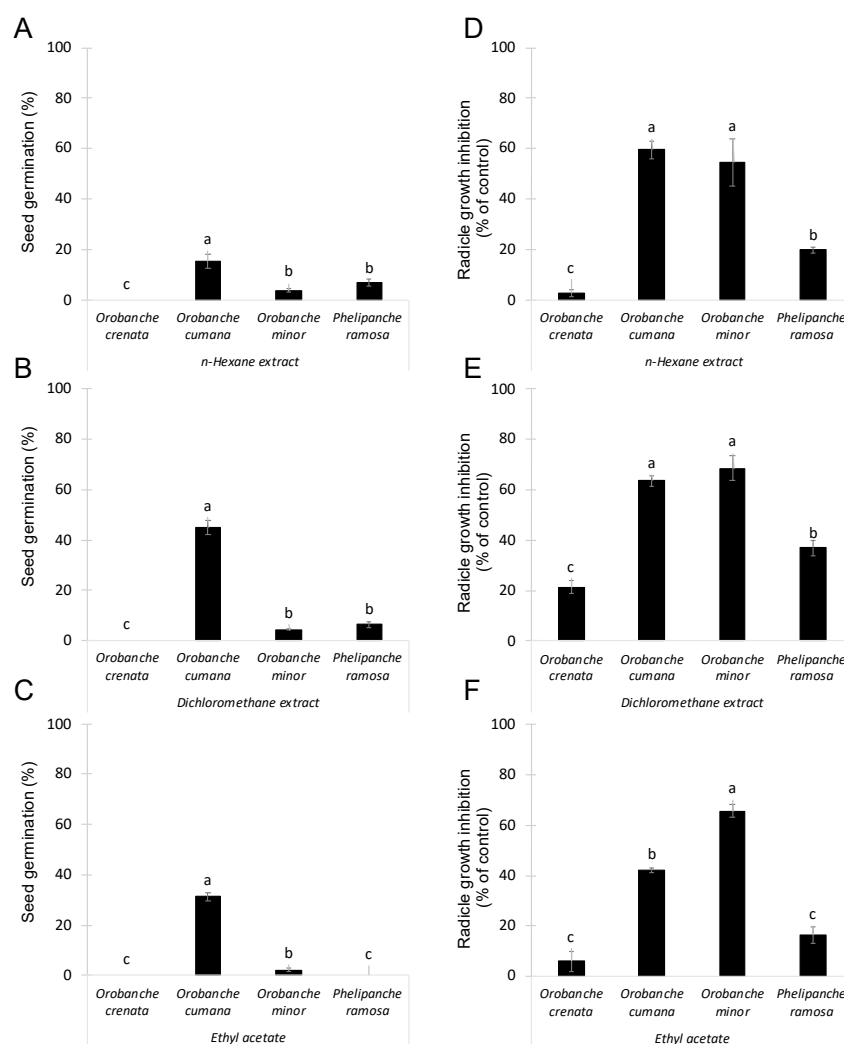 A
Seed germination (%)
100
80
60
40
20
0
c
a
b
b
Orobanche crenata
Orobanche cumana
Orobanche minor
Phelipanche ramosa
n-Hexane extract
D
Radicle growth inhibition
(% of control)
100
80
60
40
20
0
c
a
a
b
Orobanche crenata
Orobanche cumana
Orobanche minor
Phelipanche ramosa
n-Hexane extract
B
Seed germination (%)
100
80
60
40
20
0
c
a
b
b
Orobanche crenata
Orobanche cumana
Orobanche minor
Phelipanche ramosa
Dichloromethane extract
E
Radicle growth inhibition
(% of control)
100
80
60
40
20
0
c
a
a
b
Orobanche crenata
Orobanche cumana
Orobanche minor
Phelipanche ramosa
Dichloromethane extract
C
Seed germination (%)
100
80
60
40
20
0
c
a
b
c
Orobanche crenata
Orobanche cumana
Orobanche minor
Phelipanche ramosa
Ethyl acetate
F
Radicle growth inhibition
(% of control)
100
80
60
40
20
0
c
b
a
c
Orobanche crenata
Orobanche cumana
Orobanche minor
Phelipanche ramosa
Ethyl acetate